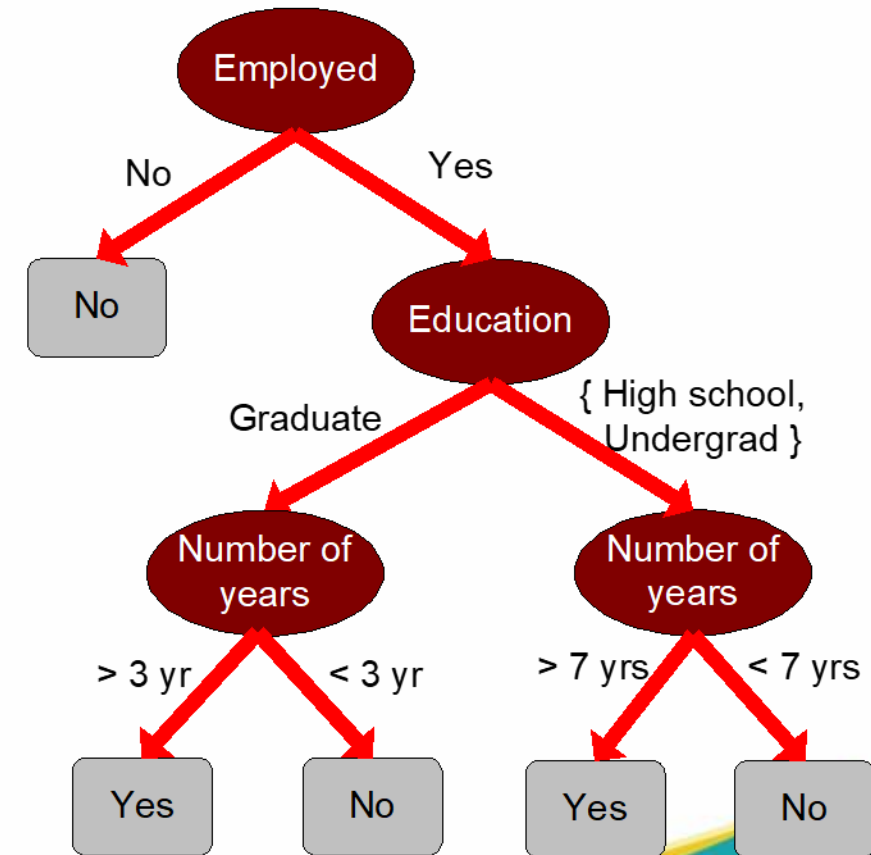 Employed
No
Yes
No
Education
Graduate
{ High school,
Undergrad }
Number of
years
Number of
years
> 3 yr
< 3 yr
> 7 yrs
< 7 yrs
Yes
No
Yes
No